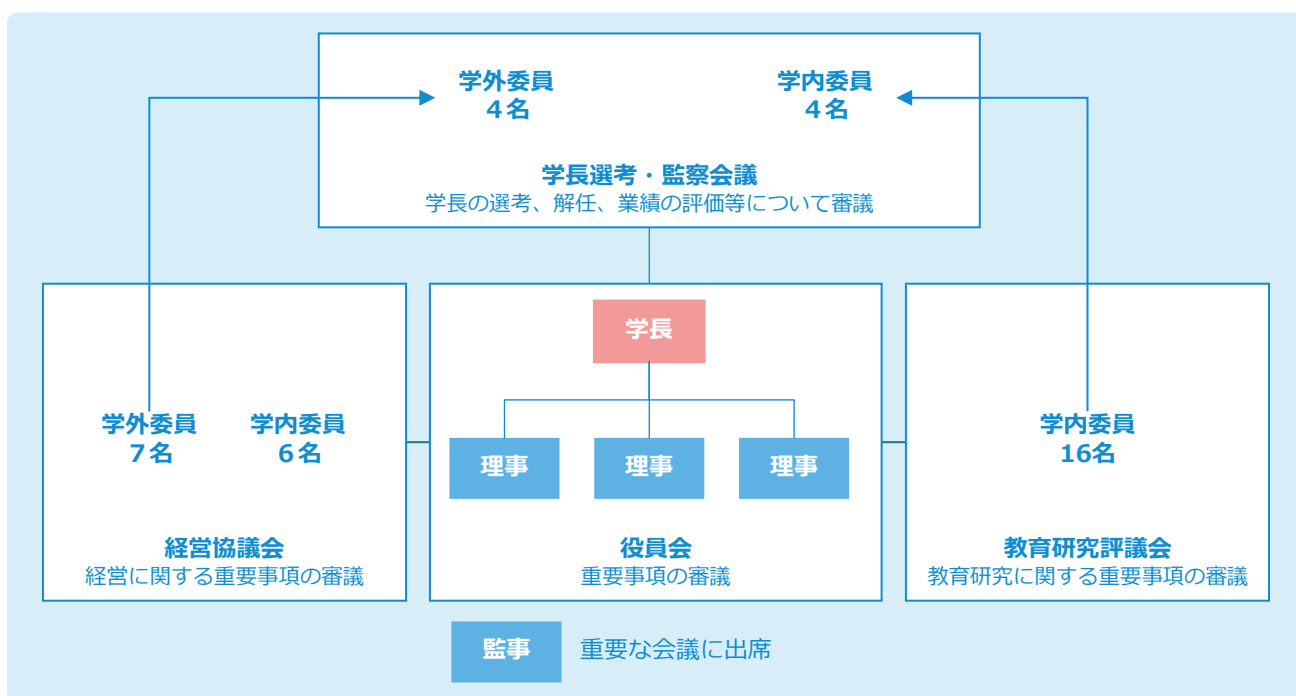 学外委員
4名
学内委員
4名
学長選考・監察会議
学長の選考、解任、業績の評価等について審議
学外委員
7名
学内委員
6名
経営協議会
経営に関する重要事項の審議
学長
理事
理事
理事
役員会
重要事項の審議
学内委員
16名
教育研究評議会
教育研究に関する重要事項の審議
監事
重要な会議に出席